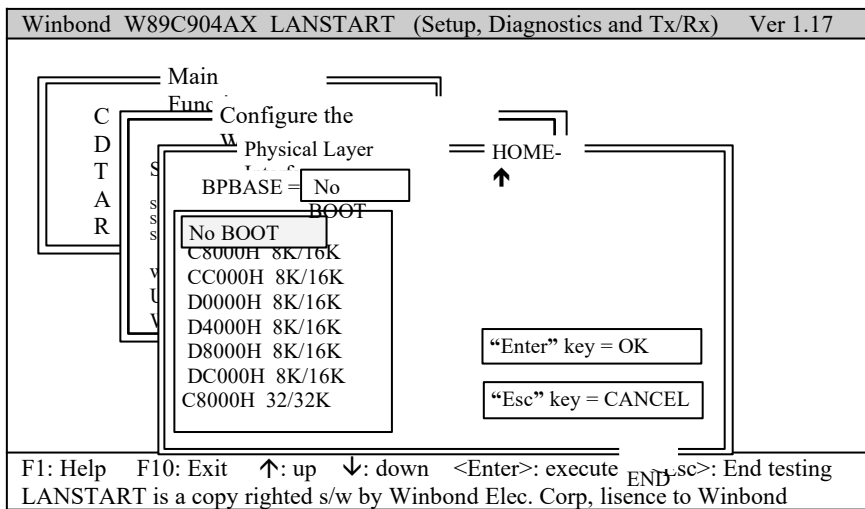 Winbond W89C904AX LANSTART (Setup, Diagnostics and Tx/Rx) Ver 1.17
Main
C
D
T
A
R
Configure the
S
S
S
S
Physical Layer
HOME-
↑
BPBASE = No
BOOT
No BOOT
C8000H 8K/16K
CC000H 8K/16K
D0000H 8K/16K
D4000H 8K/16K
D8000H 8K/16K
DC000H 8K/16K
C8000H 32/32K
“Enter” key = OK
“Esc” key = CANCEL
END
F1: Help F10: Exit ↑: up ↓: down <Enter>: execute Esc>: End testing
LANSTART is a copy righted s/w by Winbond Elec. Corp, lisence to Winbond